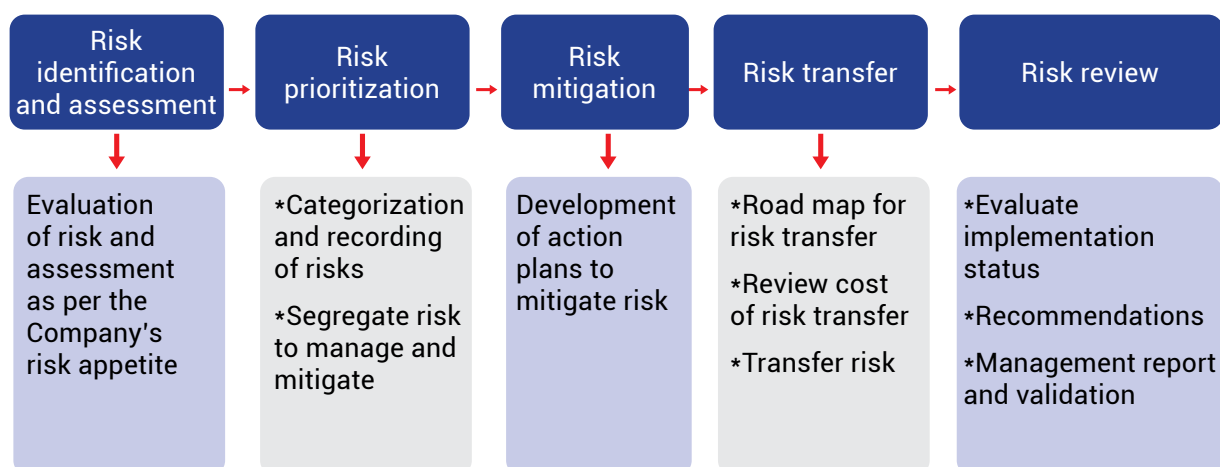 Risk
identification
and assessment
Risk
prioritization
Risk
mitigation
Risk transfer
Risk review
Evaluation
of risk and
assessment
as per the
Company's
risk appetite
*Categorization
and recording
of risks
*Segregate risk
to manage and
mitigate
Development
of action
plans to
mitigate risk
*Road map for
risk transfer
*Review cost
of risk transfer
*Transfer risk
*Evaluate
implementation
status
*Recommendations
*Management report
and validation